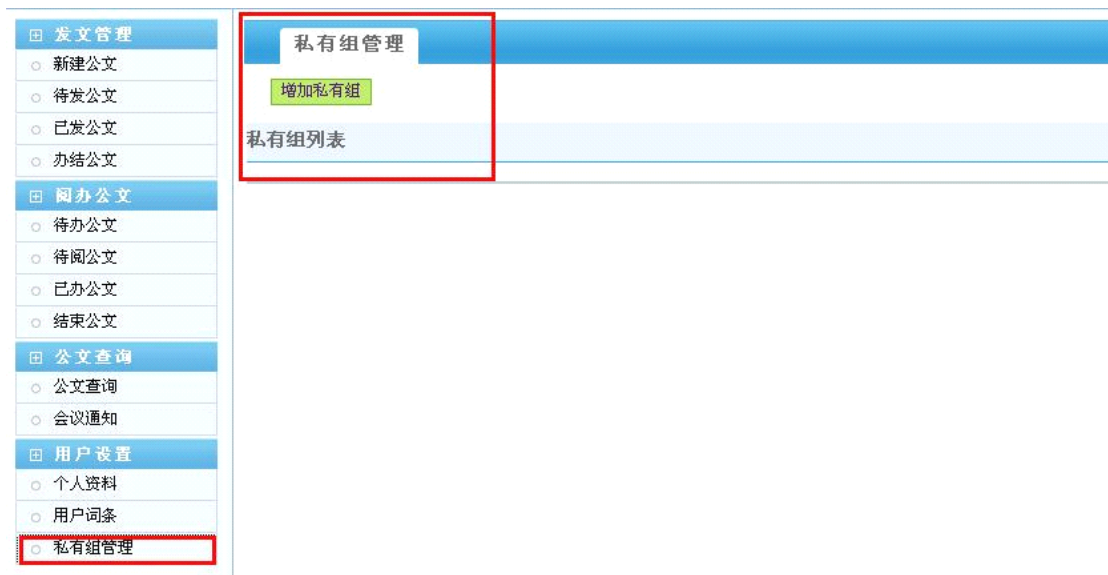 发文管理
新建公文
待发公文
已发公文
办结公文
阅办公文
待办公文
待阅公文
已办公文
结束公文
公文查询
公文查询
会议通知
用户设置
个人资料
用户词条
私有组管理
私有组管理
增加私有组
私有组列表